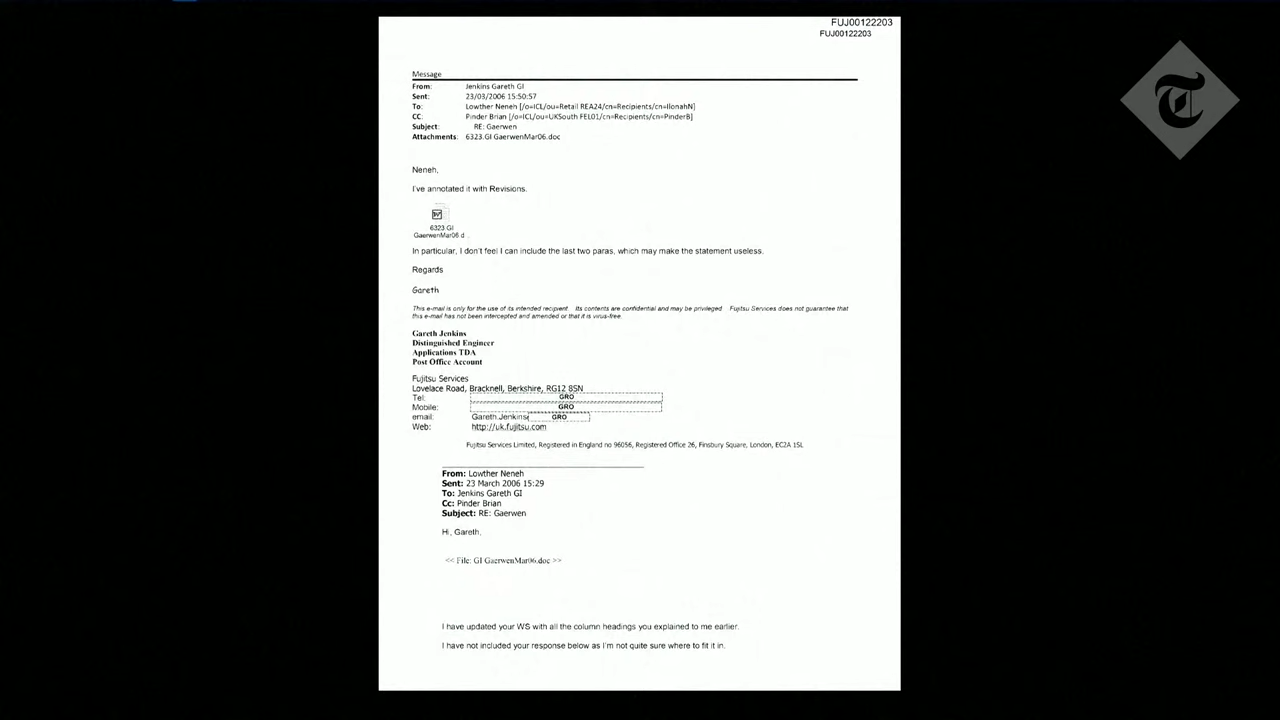 FUJ00122203
FUJ00122203
Message
From: Jenkins Gareth GI
Sent: 23/03/2006 15:50:57
To: Lowther Neneh [/o=ICL/ou=Retail REA24/cn=Recipients/cn=IlonahN]
CC: Pinder Brian [/o=ICL/ou=UKSouth FEL01/cn=Recipients/cn=PinderB]
Subject: RE: Gaerwen
Attachments: 6323.GI GaerwenMar06.doc
Neneh,
I've annotated it with Revisions.
6323.GI
GaerwenMar06.d...
In particular, I don't feel I can include the last two paras, which may make the statement useless.
Regards
Gareth
This e-mail is only for the use of its intended recipient. Its contents are confidential and may be privileged. Fujitsu Services does not guarantee that
this e-mail has not been intercepted and amended or that it is virus-free.
Gareth Jenkins
Distinguished Engineer
Applications TDA
Post Office Account
Fujitsu Services
Lovelace Road, Bracknell, Berkshire, RG12 8SN
Tel: GRO
Mobile: GRO
email: Gareth.Jenkins GRO
Web: http://uk.fujitsu.com
Fujitsu Services Limited, Registered in England no 96056, Registered Office 26, Finsbury Square, London, EC2A 1SL
From: Lowther Neneh
Sent: 23 March 2006 15:29
To: Jenkins Gareth GI
Cc: Pinder Brian
Subject: RE: Gaerwen
Hi, Gareth,
<< File: GI GaerwenMar06.doc >>
I have updated your WS with all the column headings you explained to me earlier.
I have not included your response below as I'm not quite sure where to fit it in.